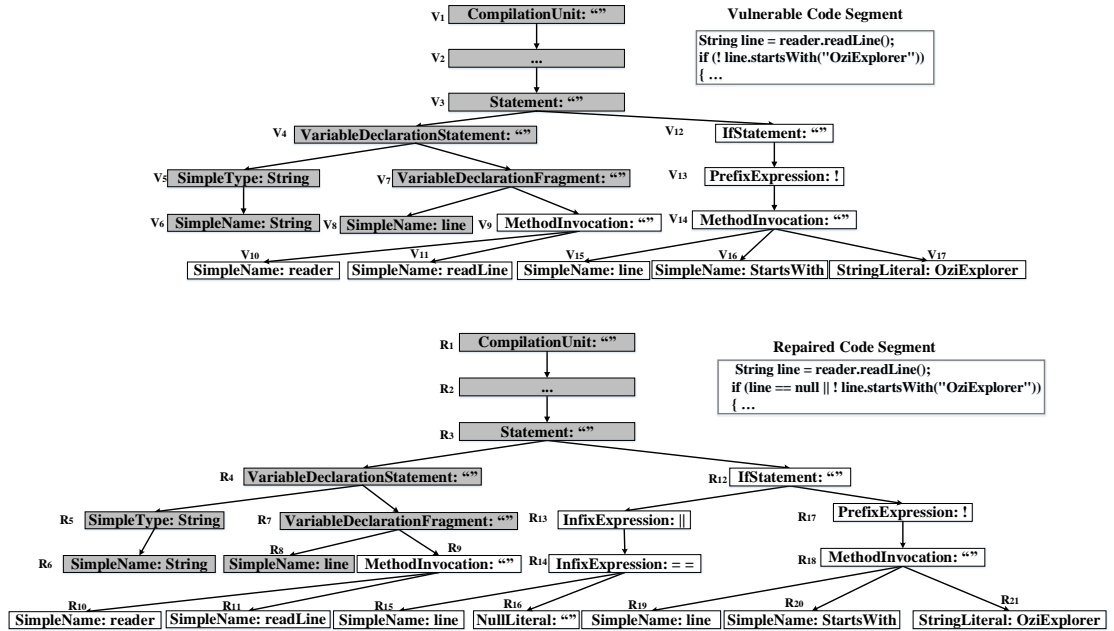 V1 CompilationUnit: “”
Vulnerable Code Segment
String line = reader.readLine();
if (! line.startsWith("OziExplorer"))
{ …
V2 ...
V3 Statement: “”
V4 VariableDeclarationStatement: “”
V12 IfStatement: “”
V5 SimpleType: String
V7 VariableDeclarationFragment: “”
V13 PrefixExpression: !
V6 SimpleName: String
V8 SimpleName: line
V9 MethodInvocation: “”
V14 MethodInvocation: “”
V10 SimpleName: reader
V11 SimpleName: readLine
V15 SimpleName: line
V16 SimpleName: StartsWith
V17 StringLiteral: OziExplorer
R1 CompilationUnit: “”
Repaired Code Segment
String line = reader.readLine();
if (line == null || ! line.startsWith("OziExplorer"))
{ …
R2 ...
R3 Statement: “”
R4 VariableDeclarationStatement: “”
R12 IfStatement: “”
R5 SimpleType: String
R7 VariableDeclarationFragment: “”
R13 InfixExpression: ||
R17 PrefixExpression: !
R6 SimpleName: String
R8 SimpleName: line
R9 MethodInvocation: “”
R14 InfixExpression: = =
R18 MethodInvocation: “”
R10 SimpleName: reader
R11 SimpleName: readLine
R15 SimpleName: line
R16 NullLiteral: “”
R19 SimpleName: line
R20 SimpleName: StartsWith
R21 StringLiteral: OziExplorer